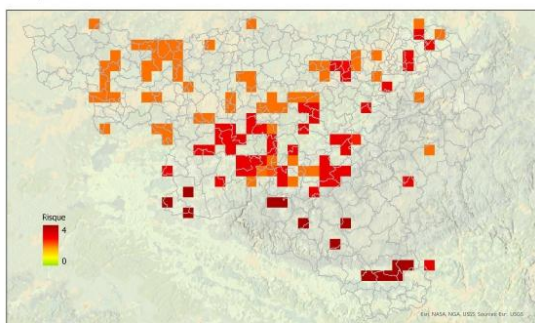 Risque
4
0
Esri, NASA, NGA, USGS, Sources: Esri, USGS